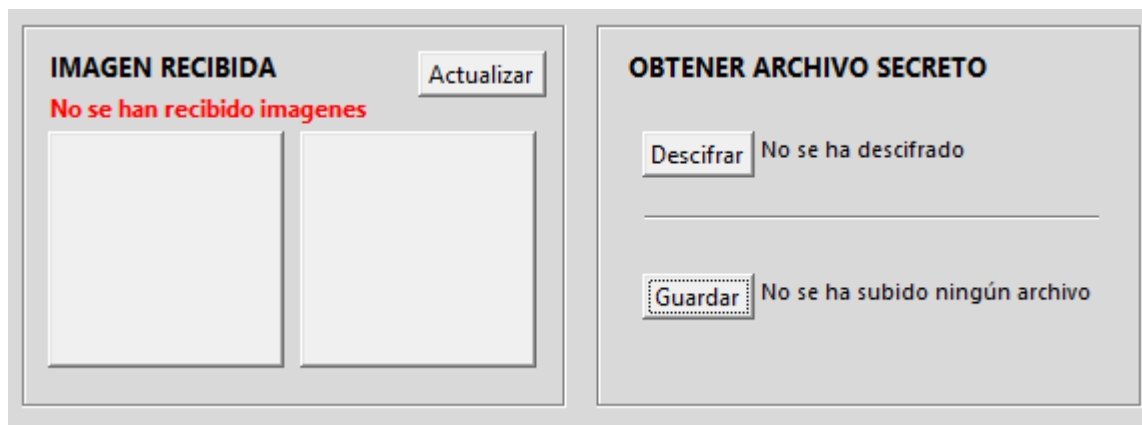 IMAGEN RECIBIDA
Actualizar
No se han recibido imagenes
OBTENER ARCHIVO SECRETO
Descifrar
No se ha descifrado
Guardar
No se ha subido ningún archivo